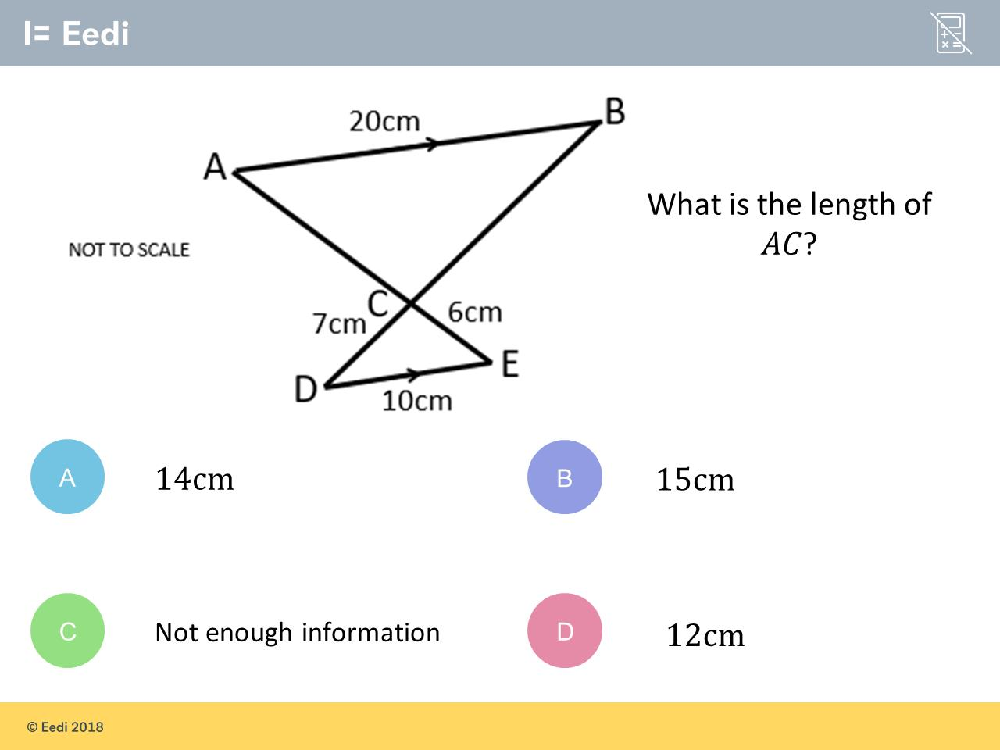 Eedi
20cm
B
A
What is the length of
AC?
NOT TO SCALE
C
7cm
6cm
D
E
10cm
A
14cm
B
15cm
C
Not enough information
D
12cm
© Eedi 2018